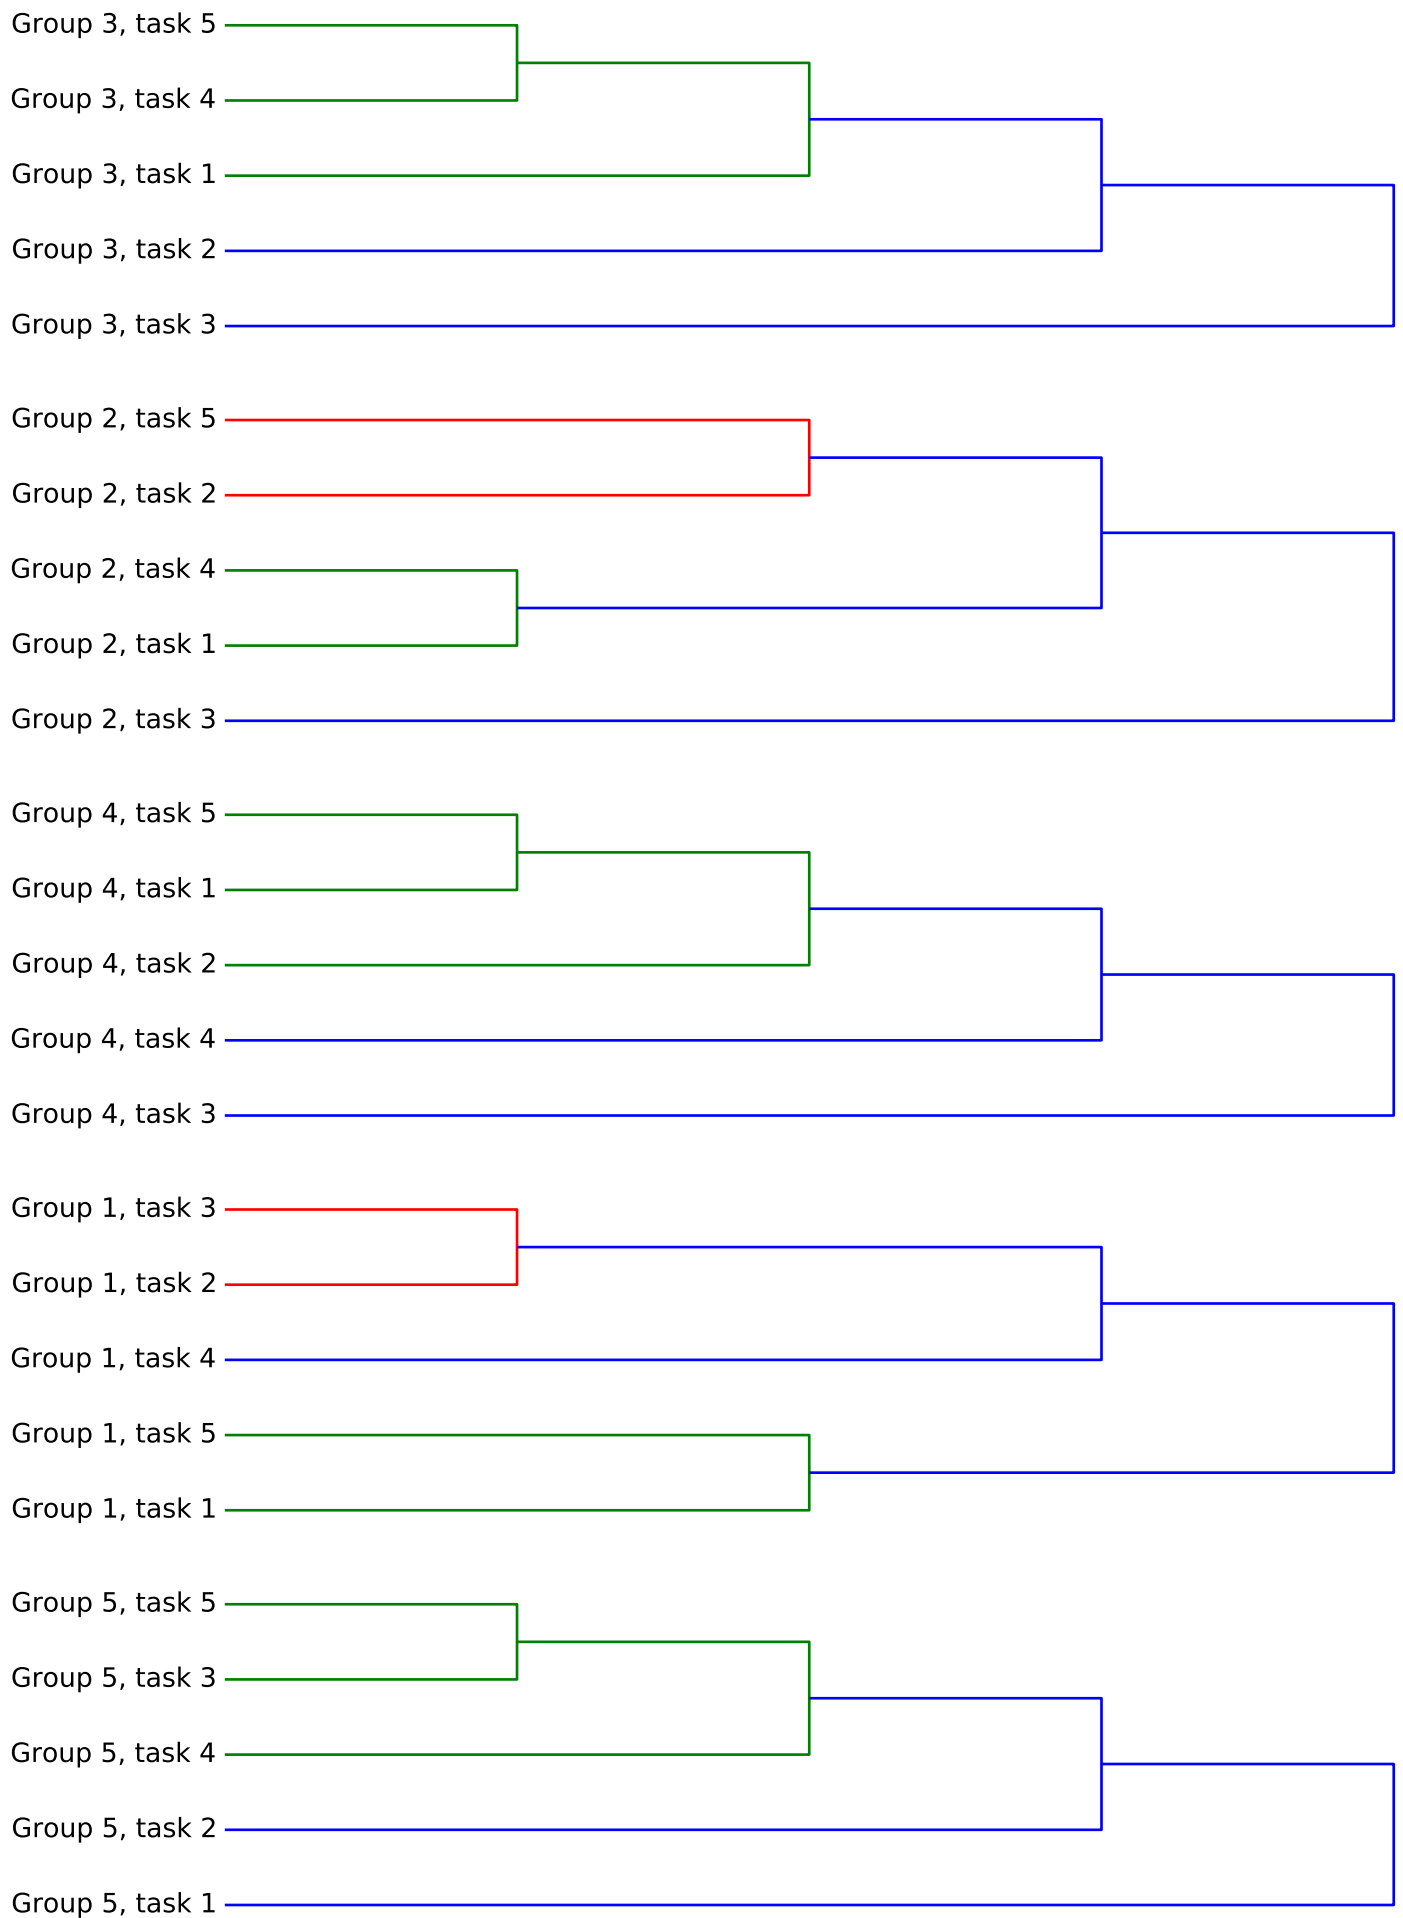 Group 3, task 5
Group 3, task 4
Group 3, task 1
Group 3, task 2
Group 3, task 3
Group 2, task 5
Group 2, task 2
Group 2, task 4
Group 2, task 1
Group 2, task 3
Group 4, task 5
Group 4, task 1
Group 4, task 2
Group 4, task 4
Group 4, task 3
Group 1, task 3
Group 1, task 2
Group 1, task 4
Group 1, task 5
Group 1, task 1
Group 5, task 5
Group 5, task 3
Group 5, task 4
Group 5, task 2
Group 5, task 1